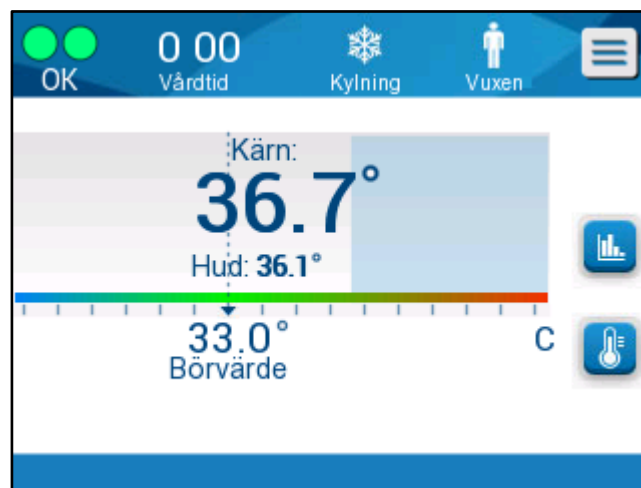 OK
0 00
Vårdtid
Kylning
Vuxen
Kärn:
36.7°
Hud: 36.1°
33.0°
C
Börvärde